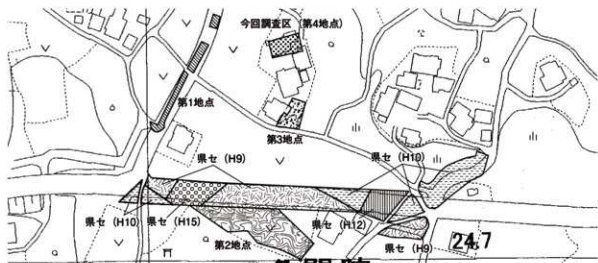 今回調査区（第4地点）
第1地点
第3地点
県セ（H9）
県セ（H10）
県セ（H10）
県セ（H15）
県セ（H12）
第2地点
県セ（H9）
24.7